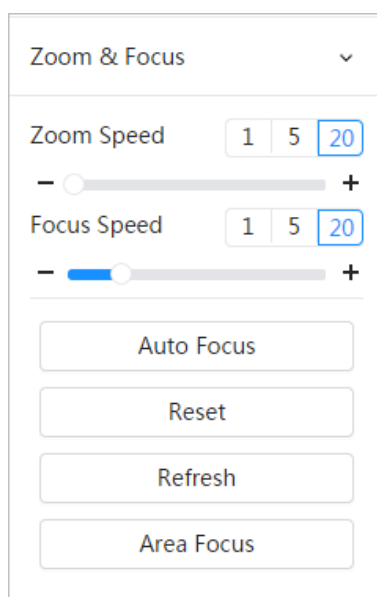 Zoom & Focus
Zoom Speed 1 5 20
- +
Focus Speed 1 5 20
- +
Auto Focus
Reset
Refresh
Area Focus